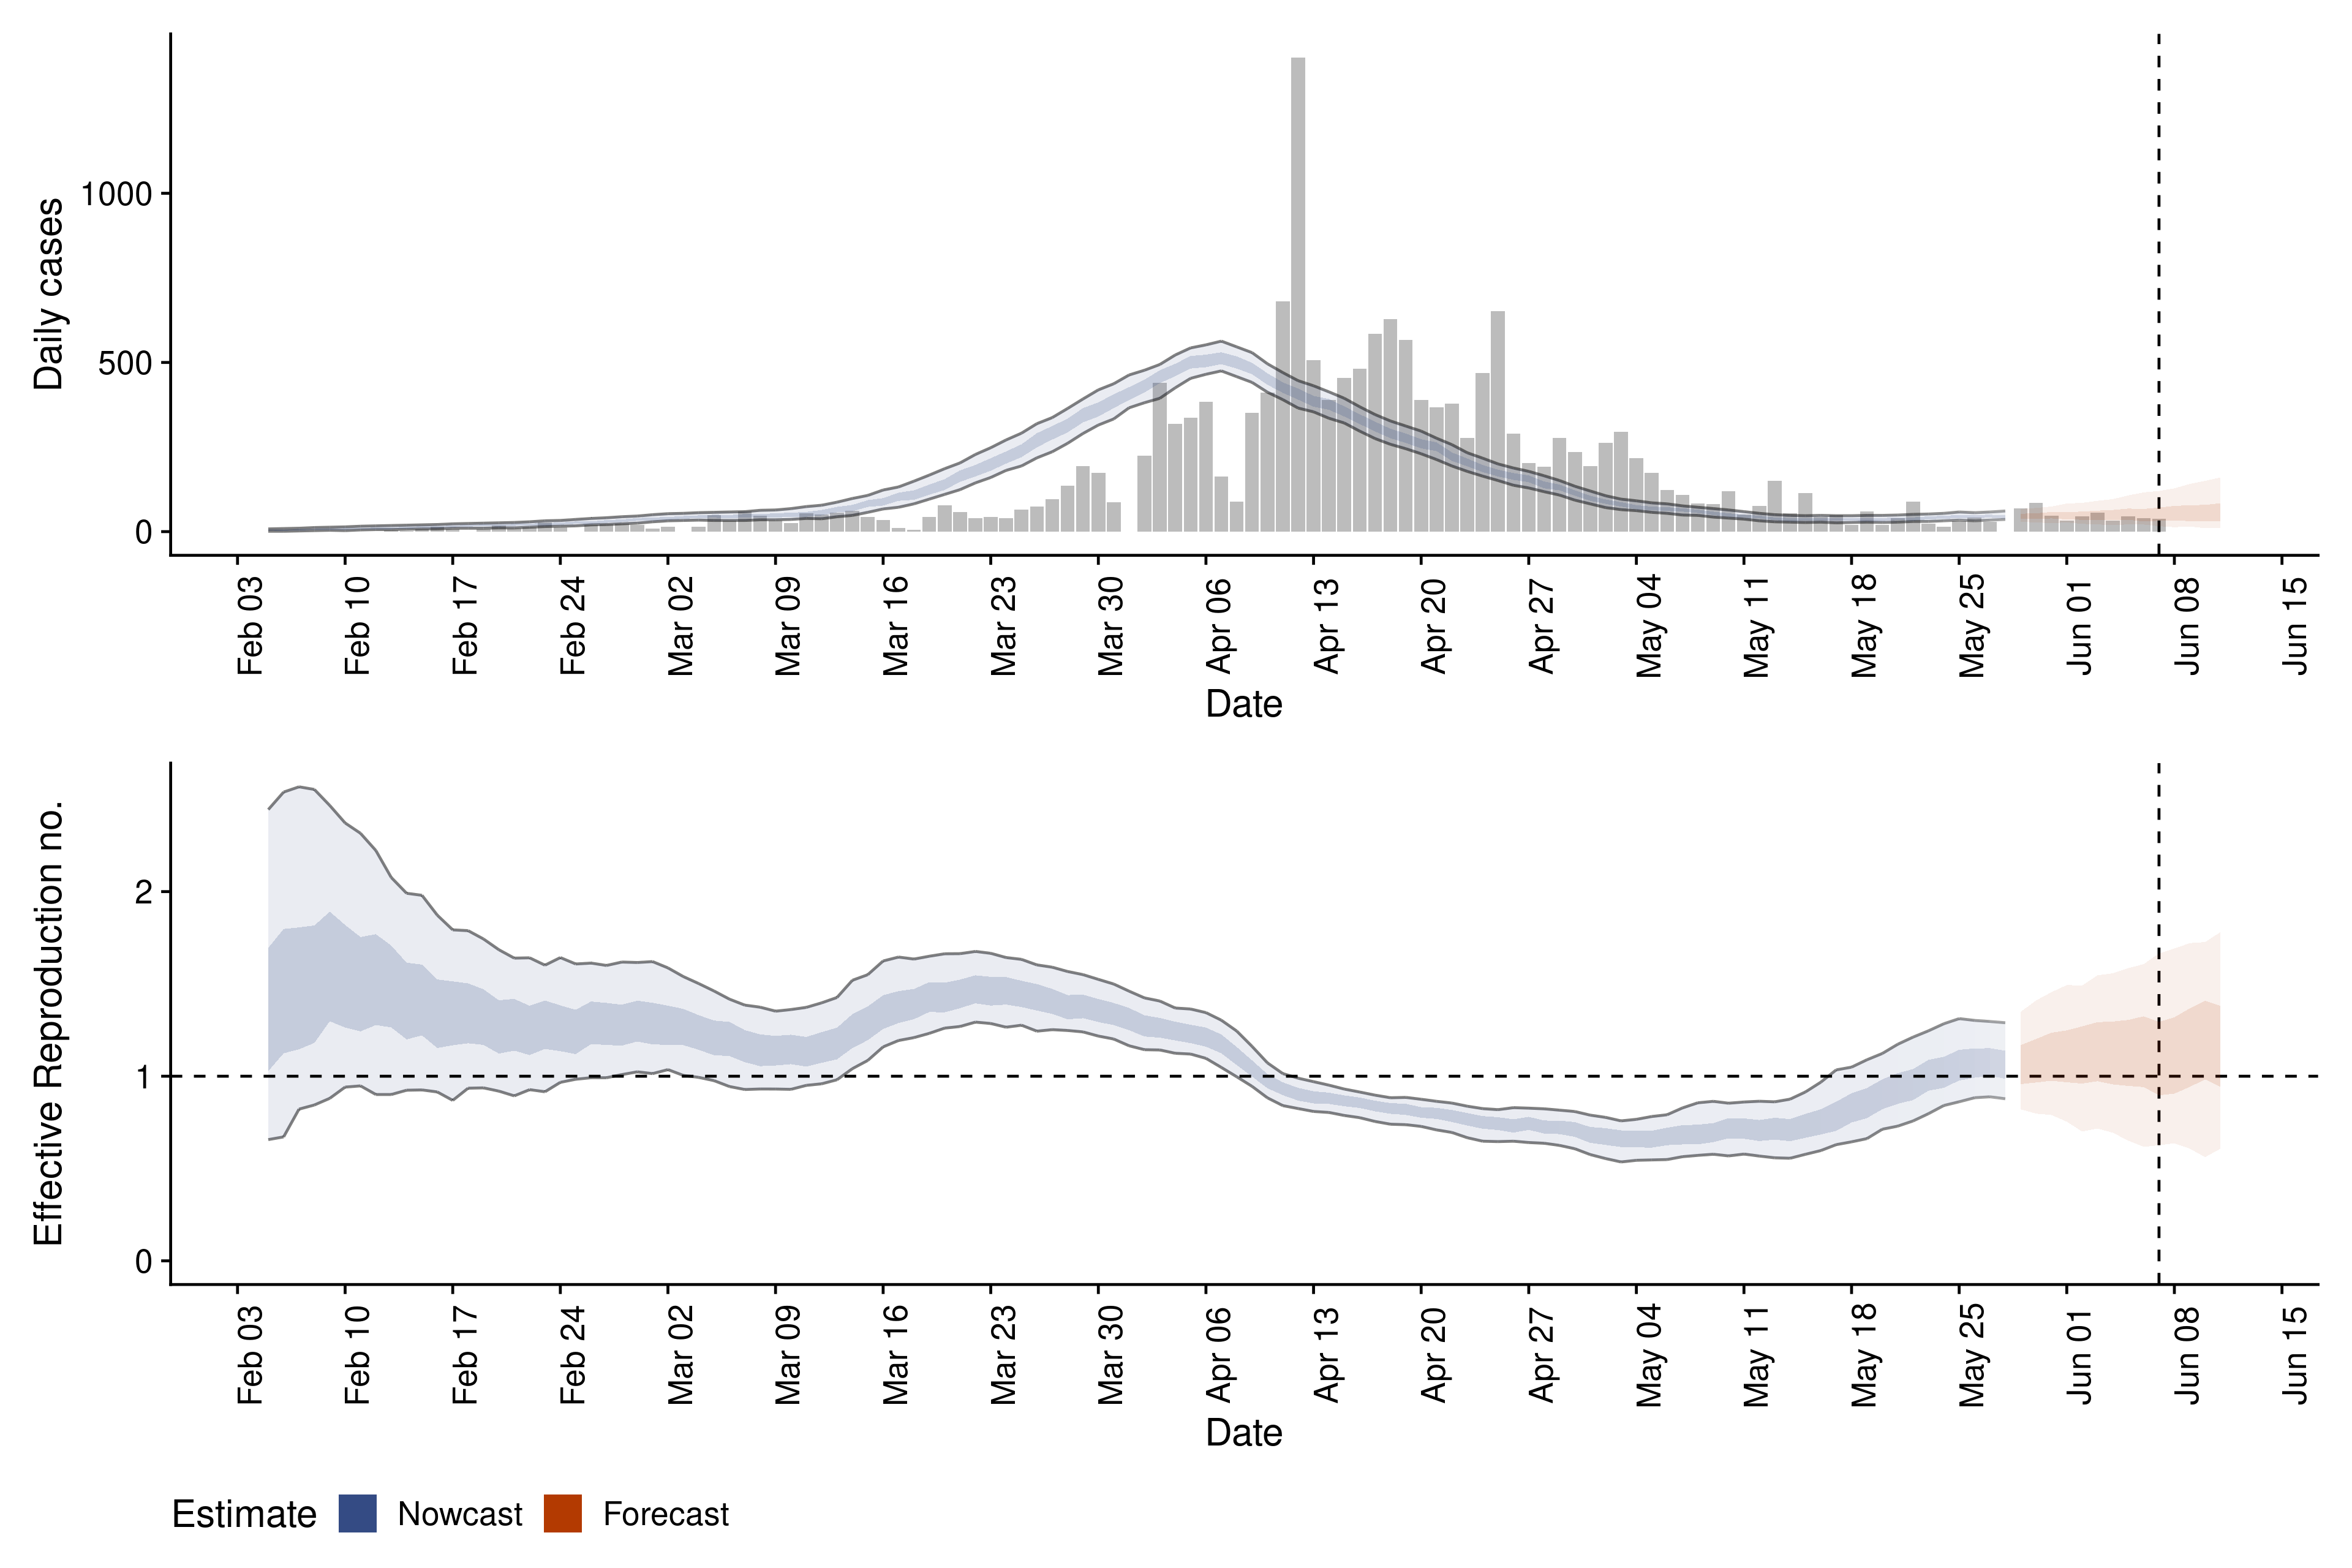 Daily cases
1000
500
0
Feb 03 Feb 10 Feb 17 Feb 24 Mar 02 Mar 09 Mar 16 Mar 23 Mar 30 Apr 06 Apr 13 Apr 20 Apr 27 May 04 May 11 May 18 May 25 Jun 01 Jun 08 Jun 15
Date
Effective Reproduction no.
2
1
0
Feb 03 Feb 10 Feb 17 Feb 24 Mar 02 Mar 09 Mar 16 Mar 23 Mar 30 Apr 06 Apr 13 Apr 20 Apr 27 May 04 May 11 May 18 May 25 Jun 01 Jun 08 Jun 15
Date
Estimate Nowcast Forecast